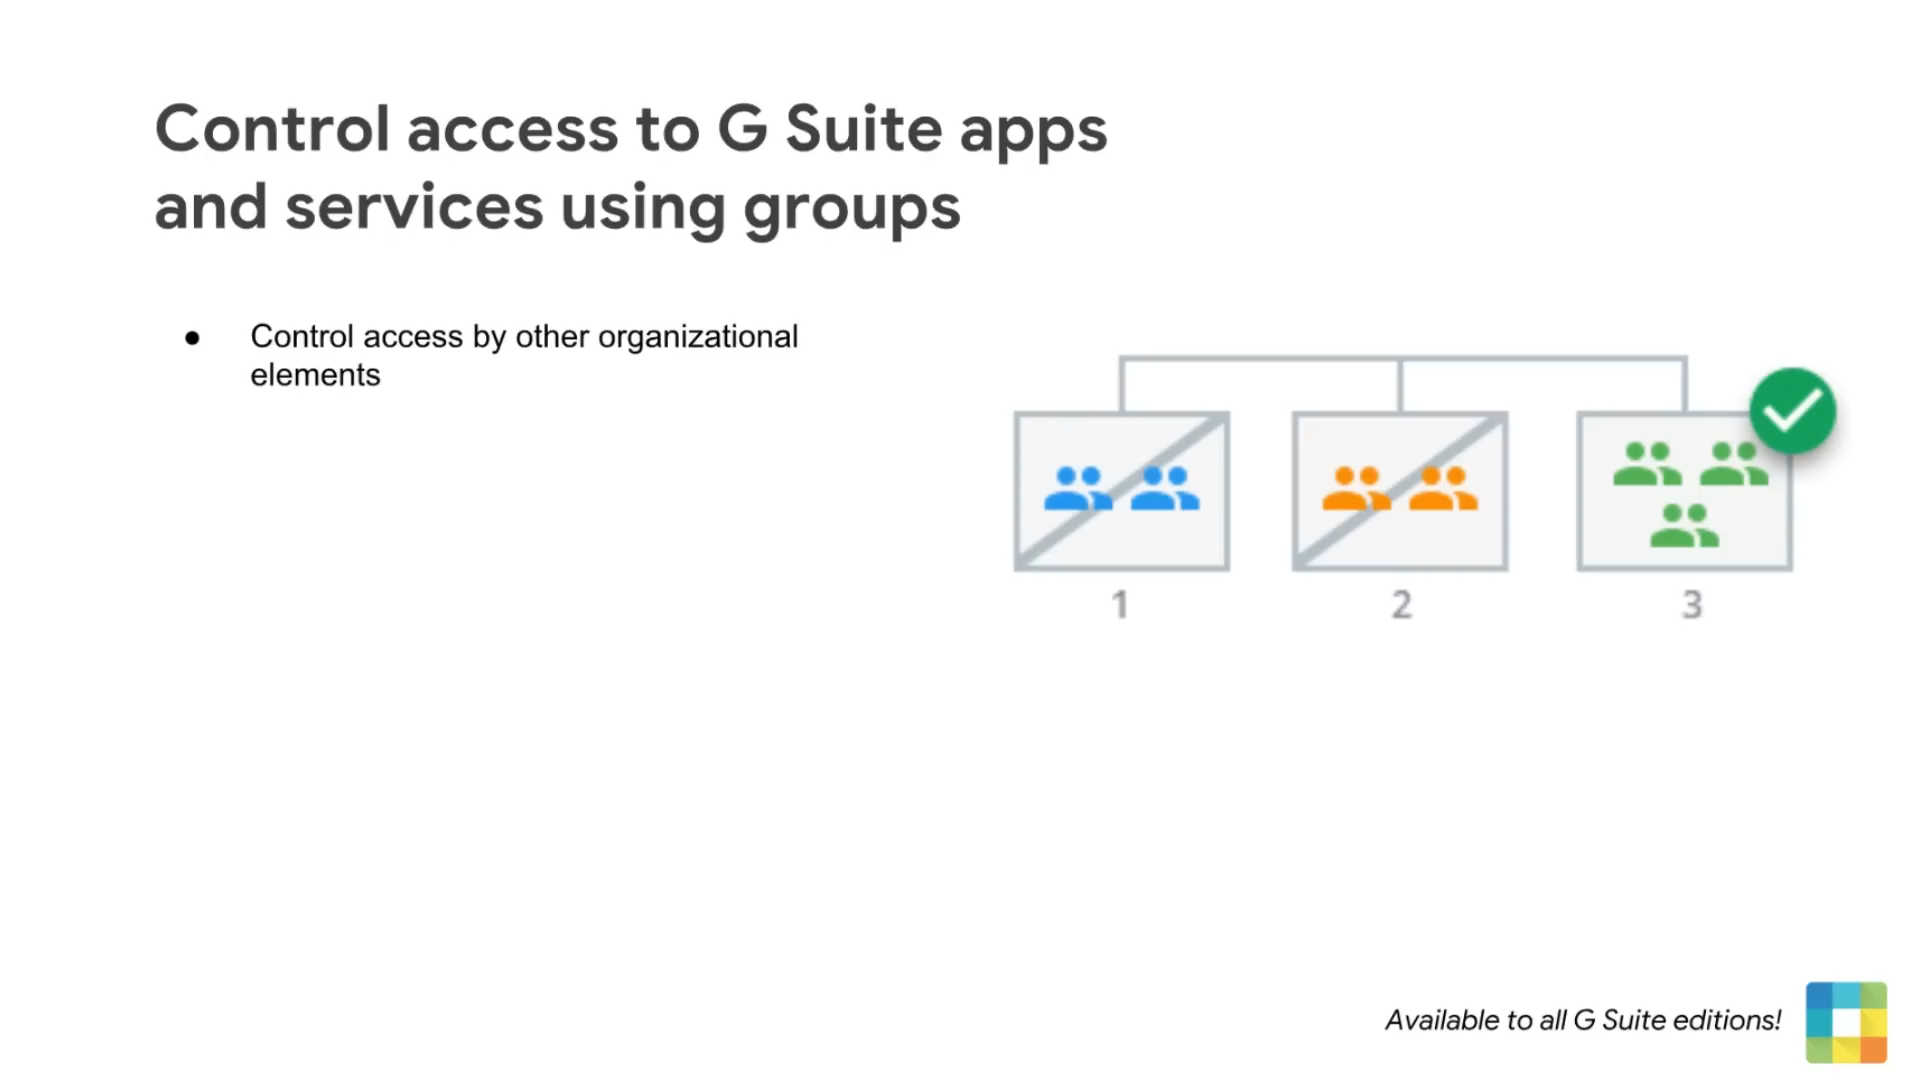 Control access to G Suite apps
and services using groups
● Control access by other organizational
elements
1 2 3
Available to all G Suite editions!